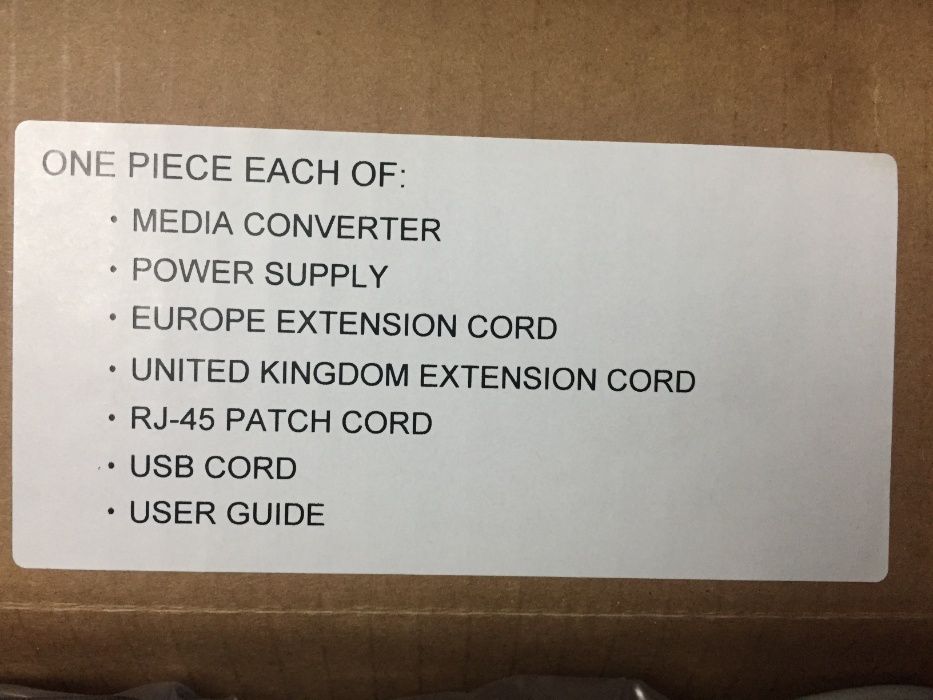 ONE PIECE EACH OF:
• MEDIA CONVERTER
• POWER SUPPLY
• EUROPE EXTENSION CORD
• UNITED KINGDOM EXTENSION CORD
• RJ-45 PATCH CORD
• USB CORD
• USER GUIDE